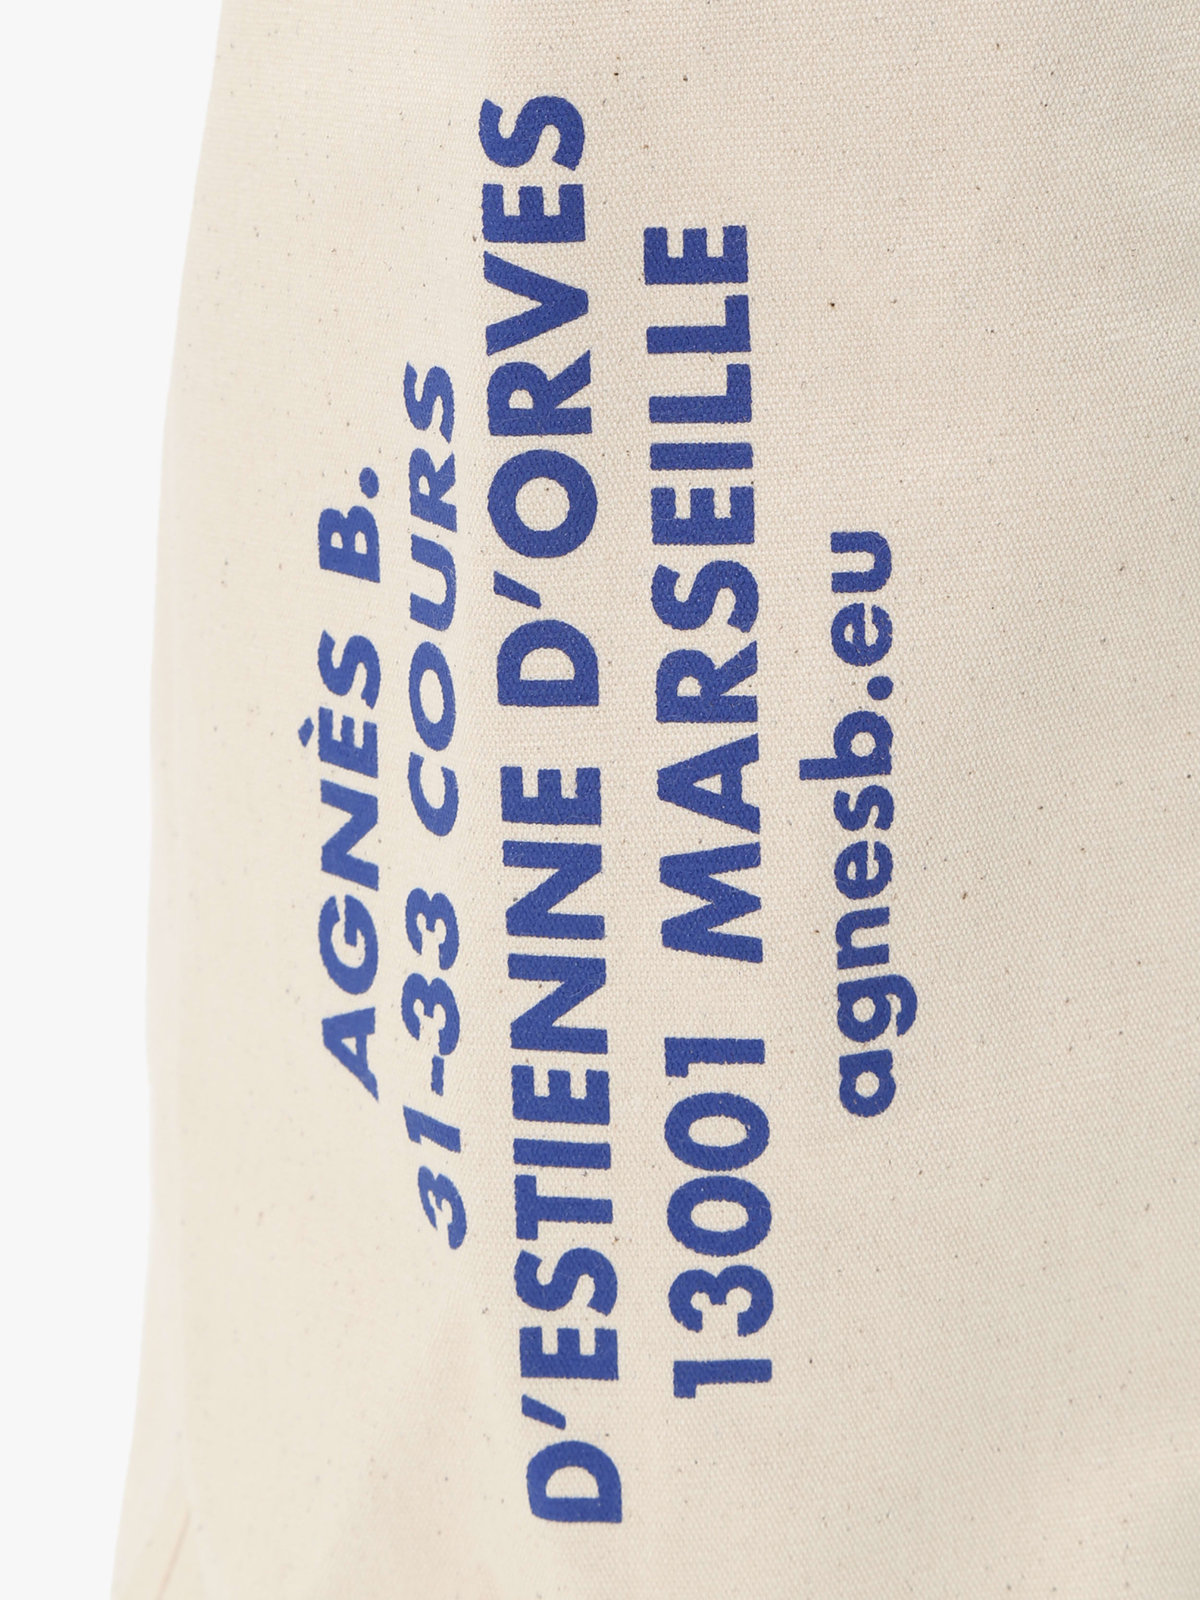 AGNÈS B.
31-33 COURS
D'ESTIENNE D'ORVES
13001 MARSEILLE
agnesb.eu